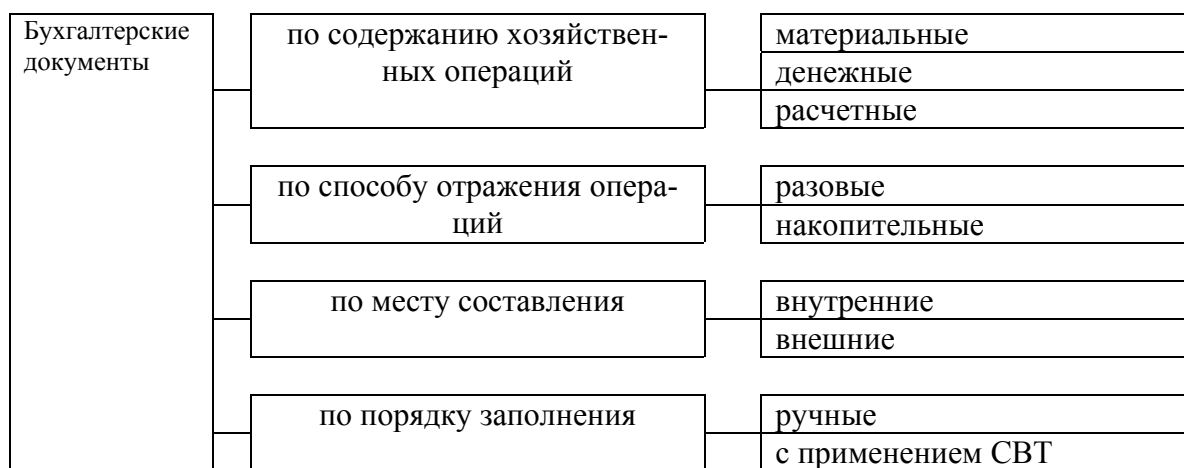 Бухгалтерские
документы
по содержанию хозяйствен-
ных операций
материальные
денежные
расчетные
по способу отражения опера-
ций
разовые
накопительные
по месту составления
внутренние
внешние
по порядку заполнения
ручные
с применением СВТ